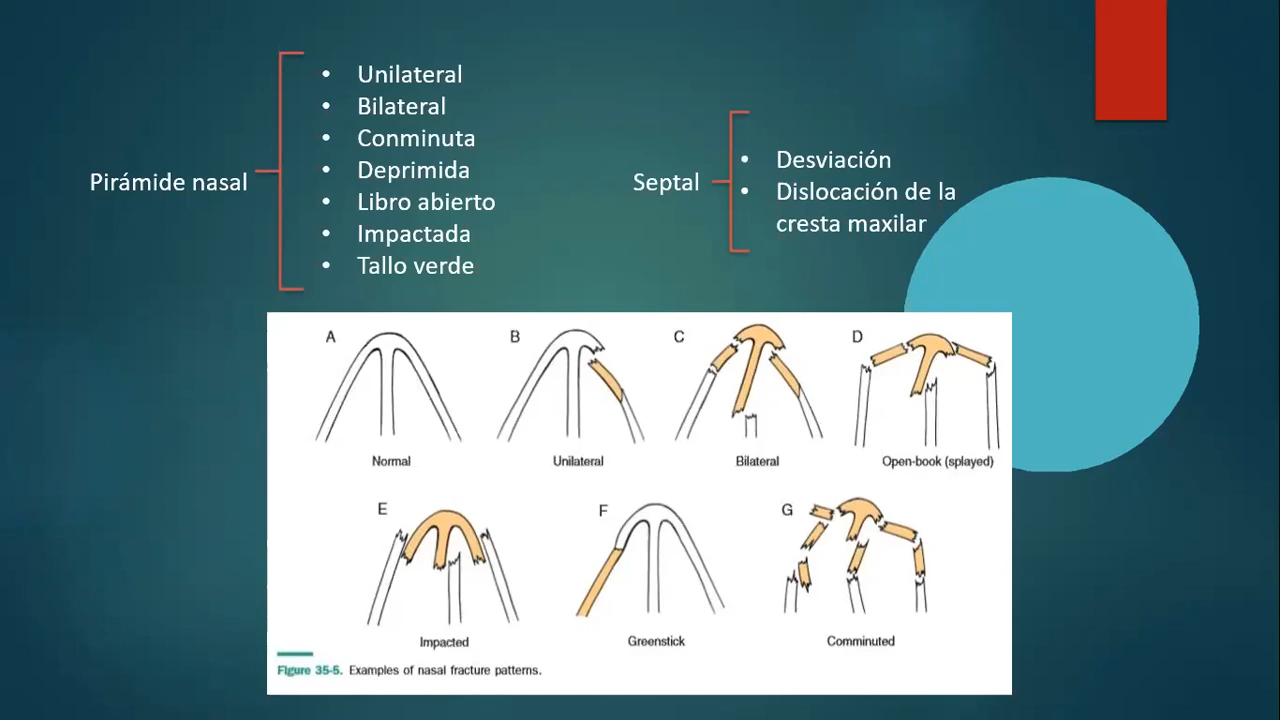 Pirámide nasal
• Unilateral
• Bilateral
• Conminuta
• Deprimida
• Libro abierto
• Impactada
• Tallo verde
Septal
• Desviación
• Dislocación de la
cresta maxilar
A
B
C
D
Normal
Unilateral
Bilateral
Open-book (splayed)
E
F
G
Impacted
Greenstick
Comminuted
Figure 35-5. Examples of nasal fracture patterns.